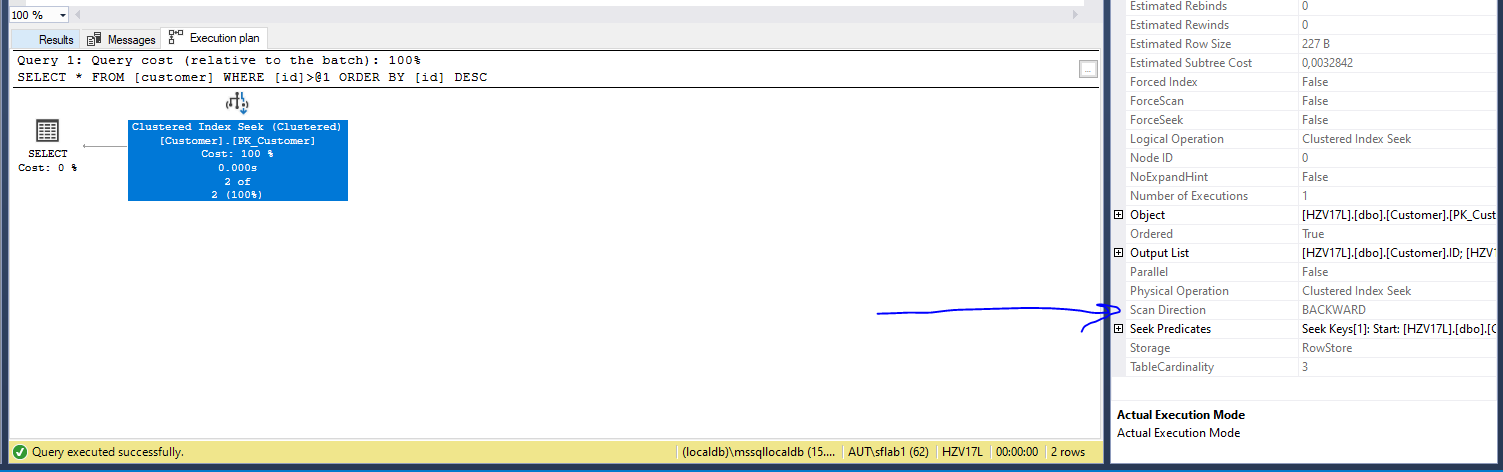 100 %
Results Messages Execution plan
Query 1: Query cost (relative to the batch): 100%
SELECT * FROM [customer] WHERE [id]>@1 ORDER BY [id] DESC
...
SELECT
Cost: 0 %
Clustered Index Seek (Clustered)
[Customer].[PK_Customer]
Cost: 100 %
0.000s
2 of
2 (100%)
Query executed successfully.
(localdb)\mssqllocaldb (15.... AUT\sflab1 (62) HZV17L 00:00:00 2 rows
Estimated Rebinds 0
Estimated Rewinds 0
Estimated Row Size 227 B
Estimated Subtree Cost 0,0032842
Forced Index False
ForceScan False
ForceSeek False
Logical Operation Clustered Index Seek
Node ID 0
NoExpandHint False
Number of Executions 1
Object [HZV17L].[dbo].[Customer].[PK_Cust
Ordered True
Output List [HZV17L].[dbo].[Customer].ID; [HZV1
Parallel False
Physical Operation Clustered Index Seek
Scan Direction BACKWARD
Seek Predicates Seek Keys[1]: Start: [HZV17L].[dbo].[C
Storage RowStore
TableCardinality 3
Actual Execution Mode
Actual Execution Mode